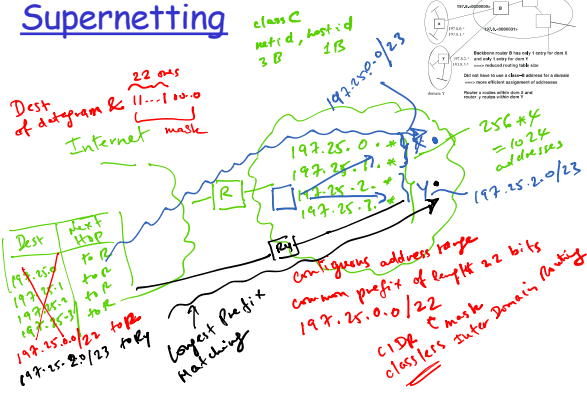 Supernetting
class C
netid, hostid
3 B 1B
197.25.0.0/23
B
Backbone router B has only 1 entry for dom X
and only 1 entry for dom Y
==> reduced routing table size
Did not have to use a class-B address for a domain
==> more efficient assignment of addresses
Router x routes within dom X and
router y routes within dom Y
domain Y
22 ones
Dest
of datagram & 11...1 00..0
mask
Internet
R
197.25.0.*
197.25.1.*
197.25.2.*
X
Y
256 * 4
= 1024
addresses
197.25.2.0/23
Ry
Dest Next Hop
197.25.0 to R
197.25.1 to R
197.25.2 to R
197.25.3 to R
197.25.0.0/22 to R
197.25.2.0/23 to Ry
Longest Prefix
Matching
contiguous address range
common prefix of length 22 bits
197.25.0.0/22
mask
CIDR
classless Inter Domain Routing